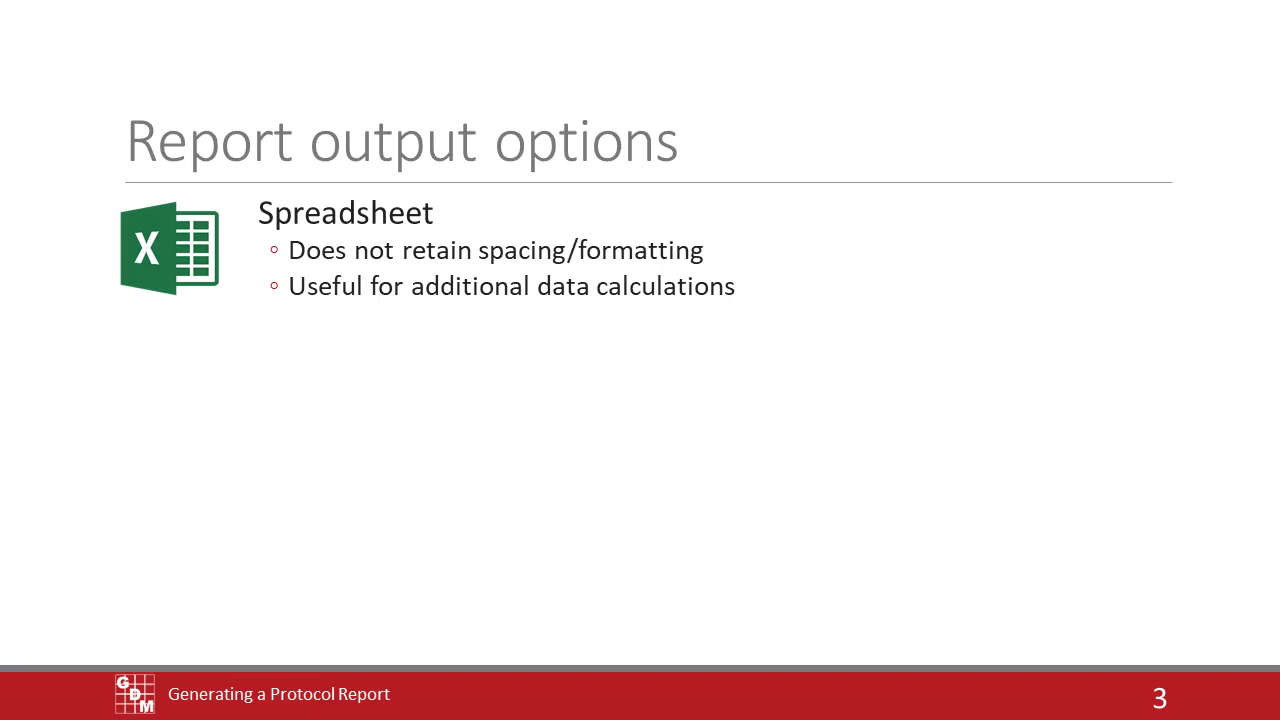 Report output options
X
Spreadsheet
◦ Does not retain spacing/formatting
◦ Useful for additional data calculations
G
D
M
Generating a Protocol Report
3